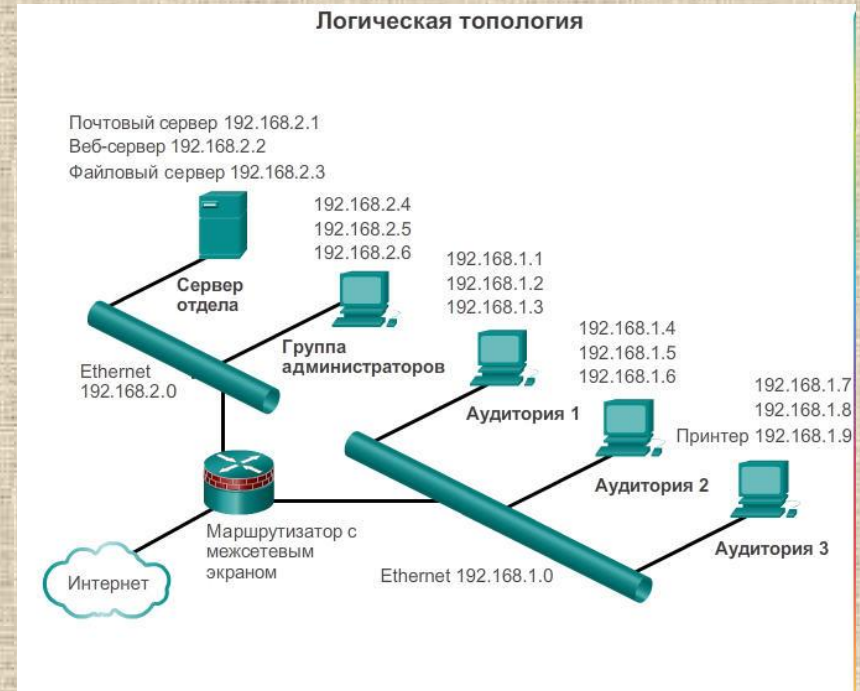 Логическая топология
Почтовый сервер 192.168.2.1
Веб-сервер 192.168.2.2
Файловый сервер 192.168.2.3
192.168.2.4
192.168.2.5
192.168.2.6
Сервер
отдела
192.168.1.1
192.168.1.2
192.168.1.3
Группа
администраторов
192.168.1.4
192.168.1.5
192.168.1.6
Ethernet
192.168.2.0
Аудитория 1
192.168.1.7
192.168.1.8
Принтер 192.168.1.9
Аудитория 2
Маршрутизатор с
межсетевым
экраном
Аудитория 3
Интернет
Ethernet 192.168.1.0